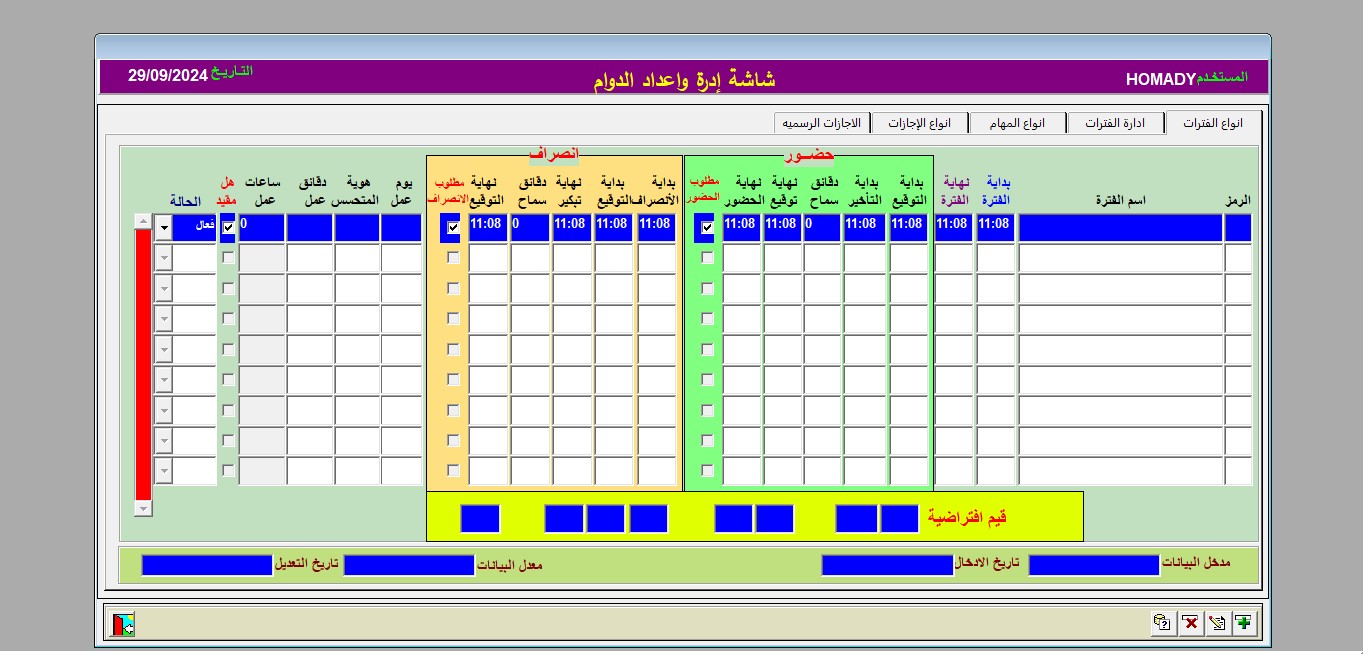 المستخدم HOMADY
شاشة إدرة واعداد الدوام
التاريخ 29/09/2024
انواع الفترات
ادارة الفترات
انواع المهام
انواع الإجازات
الاجازات الرسميه
حضــور
انصراف
الرمز
اسم الفترة
بداية الفترة
نهاية الفترة
بداية التوقيع
بداية التأخير
دقائق سماح
نهاية توقيع
نهاية الحضور
مطلوب الحضور
بداية الأنصراف
بداية التوقيع
نهاية تبكير
دقائق سماح
نهاية التوقيع
مطلوب الانصراف
يوم عمل
هوية المتحسس
دقائق عمل
ساعات عمل
هل مقيد
الحالة
11:08 11:08 11:08 11:08 0 11:08 11:08 11:08 11:08 11:08 0 11:08 0 فعال
قيم افتراضية
مدخل البيانات
تاريخ الادخال
معدل البيانات
تاريخ التعديل